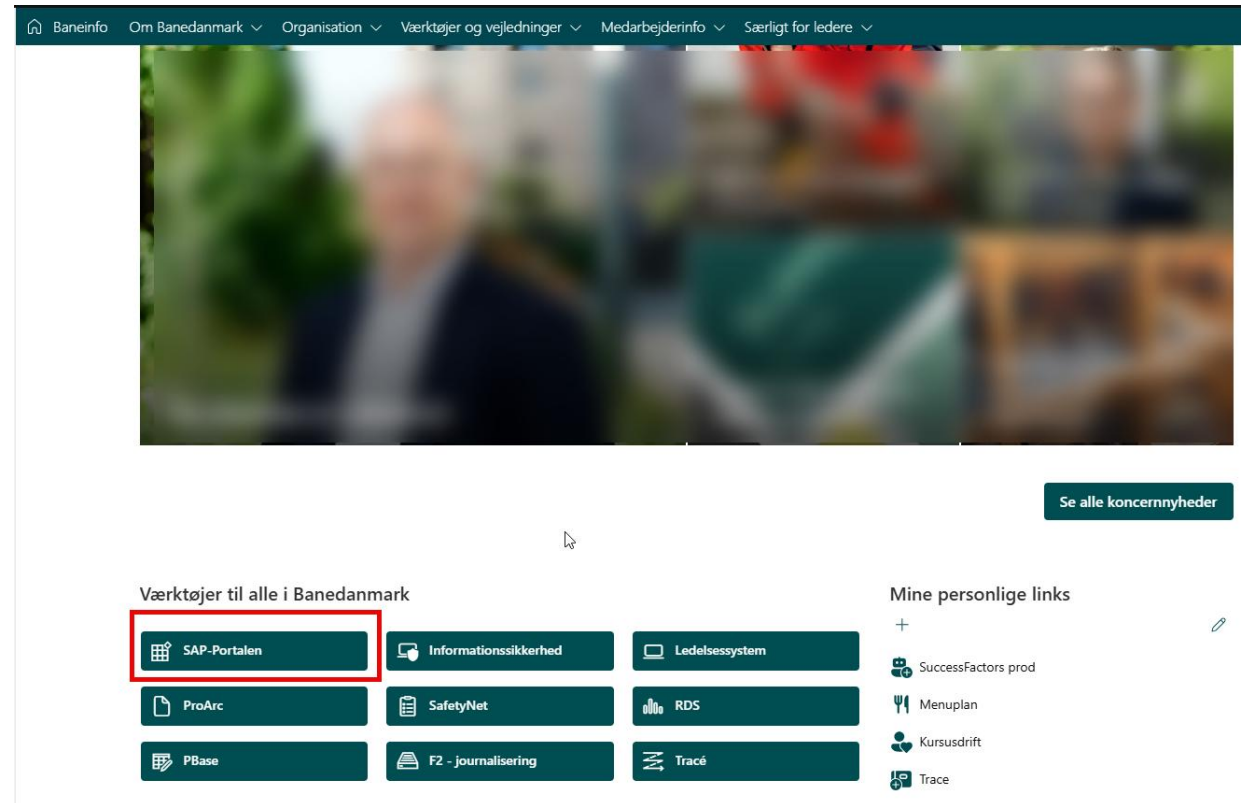 Baneinfo Om Banedanmark Organisation Værktøjer og vejledninger Medarbejderinfo Særligt for ledere
Se alle koncernnyheder
Værktøjer til alle i Banedanmark
SAP-Portalen Informationssikkerhed Ledelsessystem
ProArc SafetyNet RDS
PBase F2 - journalisering Tracé
Mine personlige links
SuccessFactors prod
Menuplan
Kursusdrift
Trace